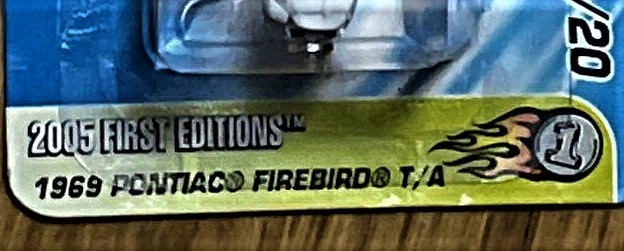 /20
2005 FIRST EDITIONS™
1969 PONTIAC® FIREBIRD® T/A
1